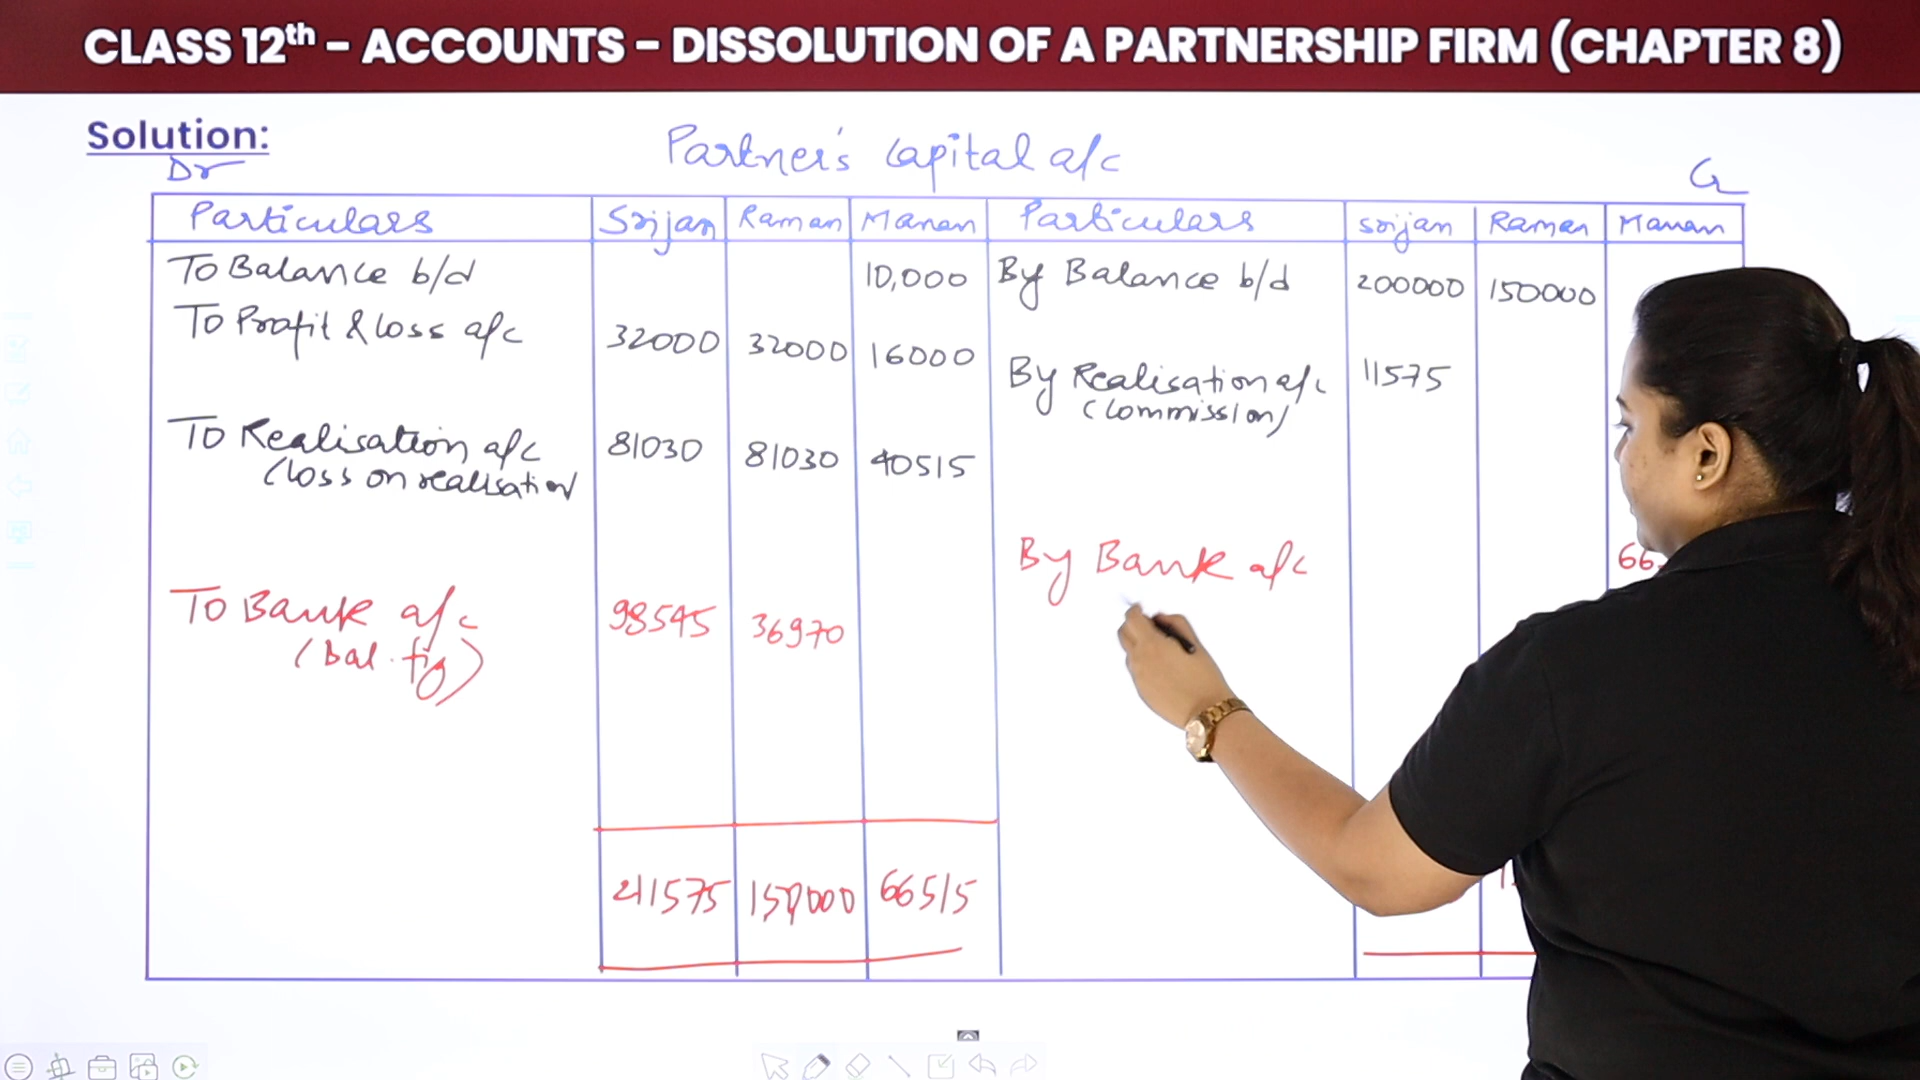 CLASS 12th – ACCOUNTS – DISSOLUTION OF A PARTNERSHIP FIRM (CHAPTER 8)
Solution:
Partner's Capital a/c
Dr Cr
Particulars Srijan Raman Manan Particulars Srijan Raman Manan
To Balance b/d 10,000 By Balance b/d 200000 150000
To Profit & Loss a/c 32000 32000 16000 By Realisation a/c 11575
(Commission)
To Realisation a/c 81030 81030 40515
(Loss on realisation)
By Bank a/c 66
To Bank a/c 98545 36970
(Bal. fig)
211575 150000 66515